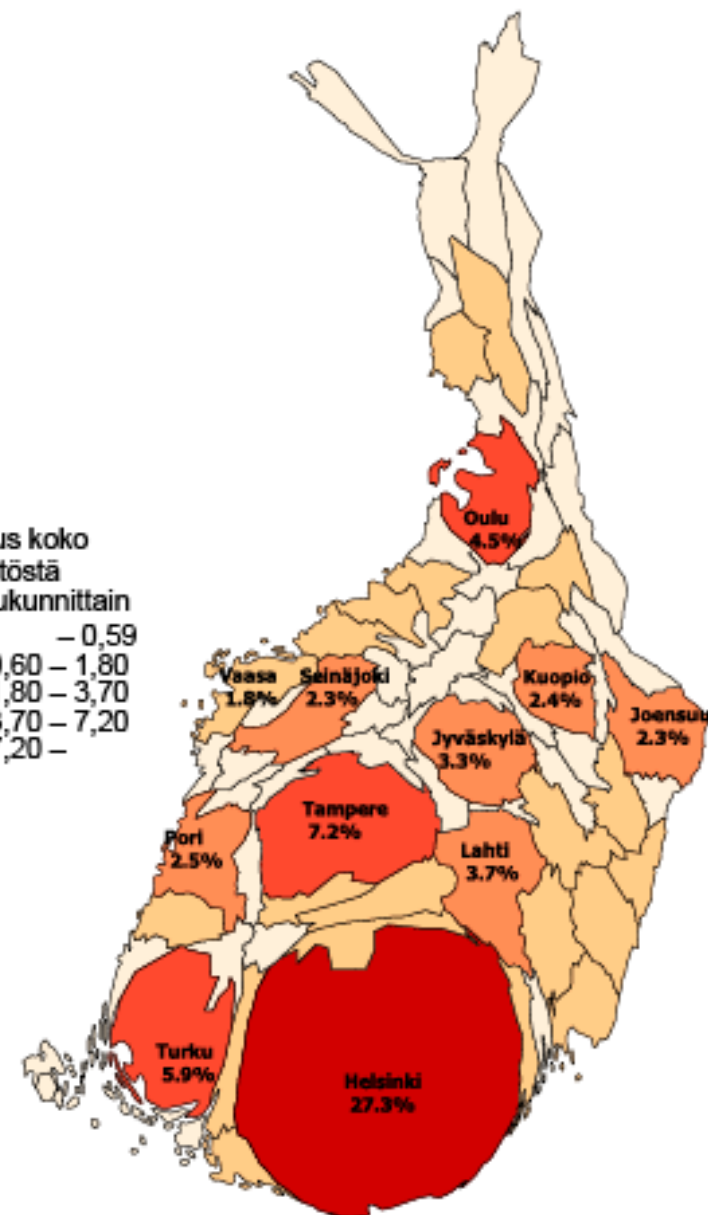 Oulu
4.5%
us koko
töstä
ukunnittain
– 0,59
0,60 – 1,80
1,80 – 3,70
3,70 – 7,20
7,20 –
Vaasa
1.8%
Seinäjoki
2.3%
Kuopio
2.4%
Joensuu
2.3%
Jyväskylä
3.3%
Tampere
7.2%
Pori
2.5%
Lahti
3.7%
Turku
5.9%
Helsinki
27.3%